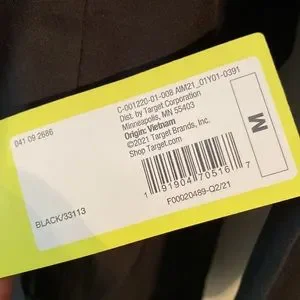 041 09 2686
C-001220-01-008 AIM21_01Y01-0391
Dist. by Target Corporation
Minneapolis, MN 55403
Origin: Vietnam
©2021 Target Brands, Inc.
Shop Target.com
M
1 91904 70516 7
BLACK/33113
F00020489-Q2/21